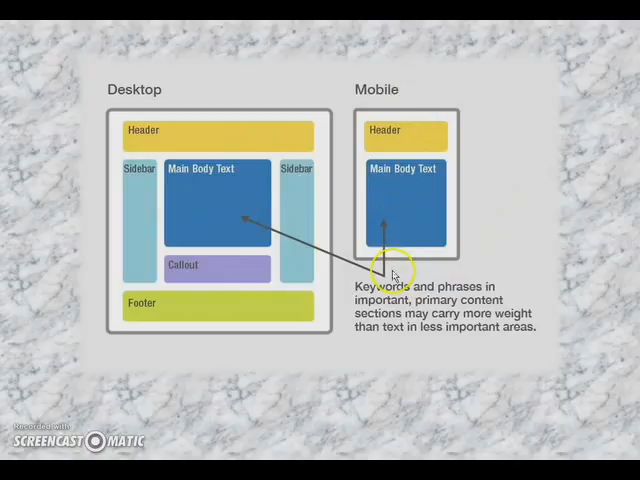 Desktop
Mobile
Header
Header
Sidebar
Main Body Text
Sidebar
Main Body Text
Callout
Footer
Keywords and phrases in
important, primary content
sections may carry more weight
than text in less important areas.
Recorded with
SCREENCAST-O-MATIC